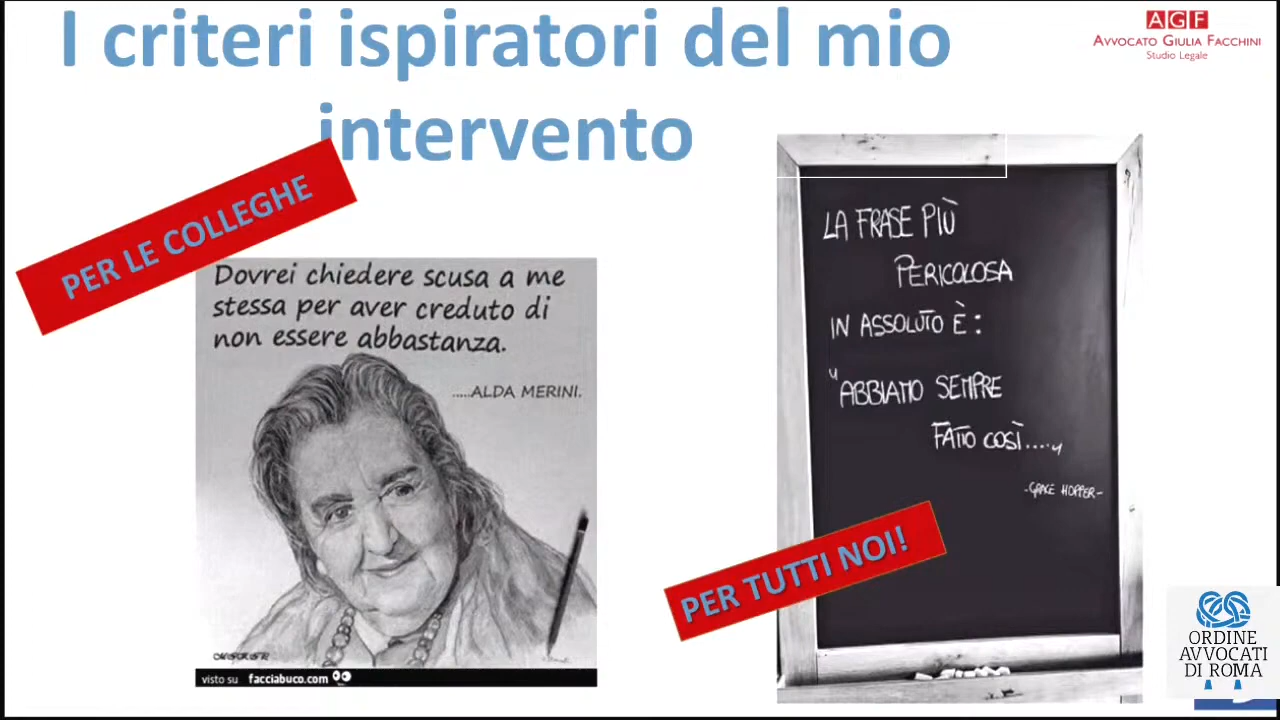 I criteri ispiratori del mio
intervento
AGF
AVVOCATO GIULIA FACCHINI
Studio Legale
PER LE COLLEGHE
Dovrei chiedere scusa a me
stessa per aver creduto di
non essere abbastanza.
.....ALDA MERINI.
visto su facciabuco.com
LA FRASE PIÙ
PERICOLOSA
IN ASSOLUTO È:
"ABBIAMO SEMPRE
FATTO COSÌ....."
-GRACE HOPPER-
PER TUTTI NOI!
ORDINE
AVVOCATI
DI ROMA